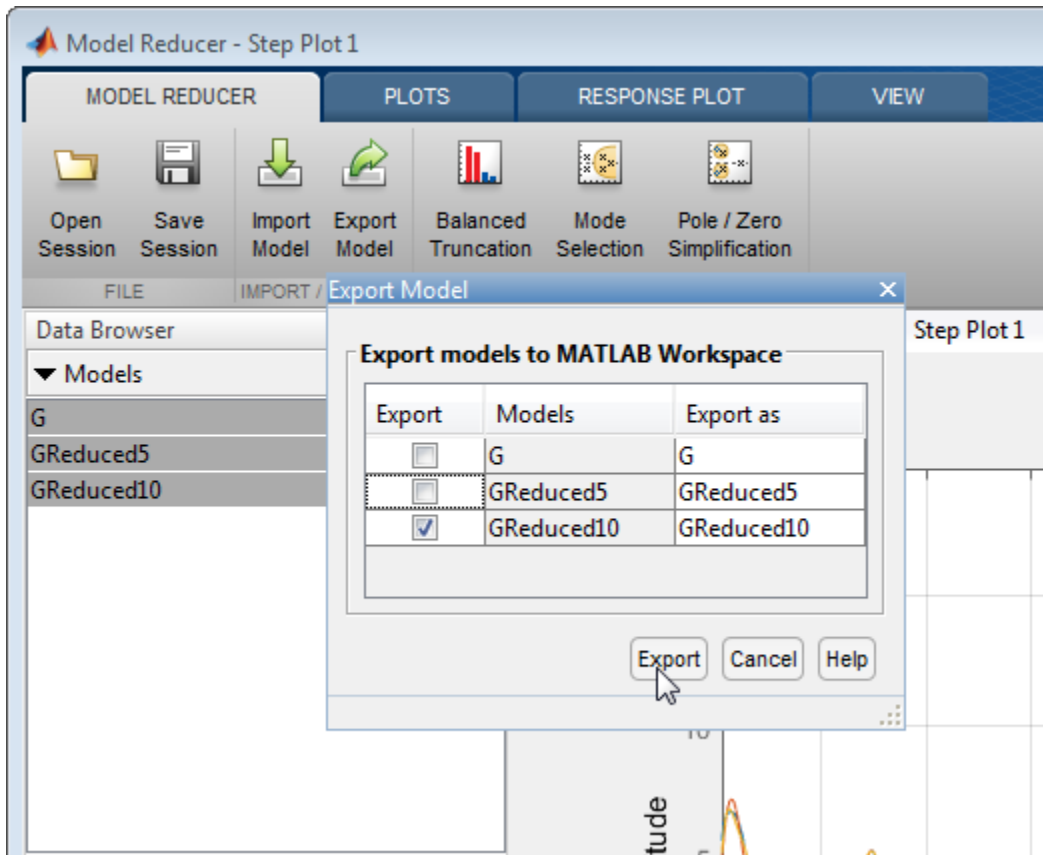 Model Reducer - Step Plot 1
MODEL REDUCER PLOTS RESPONSE PLOT VIEW
Open Session Save Session Import Model Export Model Balanced Truncation Mode Selection Pole / Zero Simplification
FILE IMPORT /
Export Model
Data Browser
Step Plot 1
Models
G
GReduced5
GReduced10
Export models to MATLAB Workspace
Export Models Export as
G G
GReduced5 GReduced5
GReduced10 GReduced10
Export Cancel Help